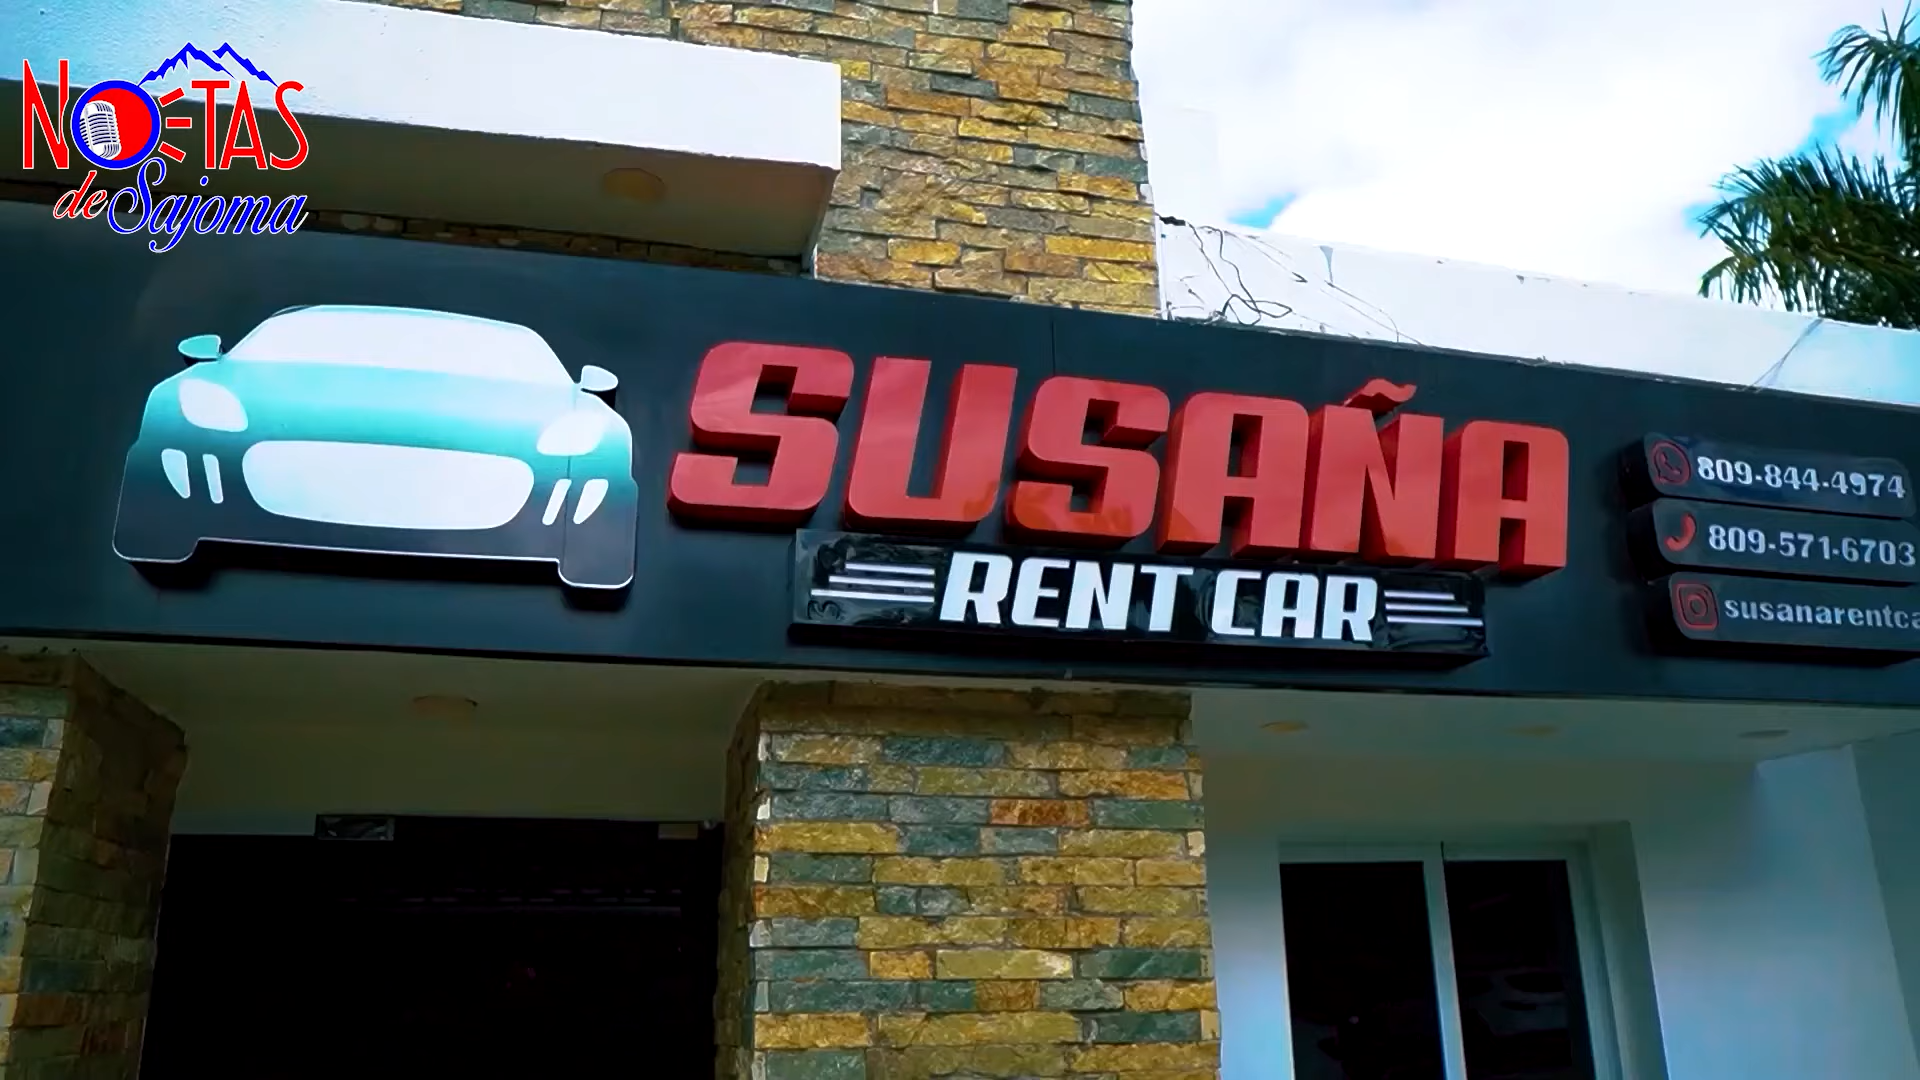 NOTAS
de Sajoma
SUSAÑA
RENT CAR
809-844-4974
809-571-6703
susanarentca